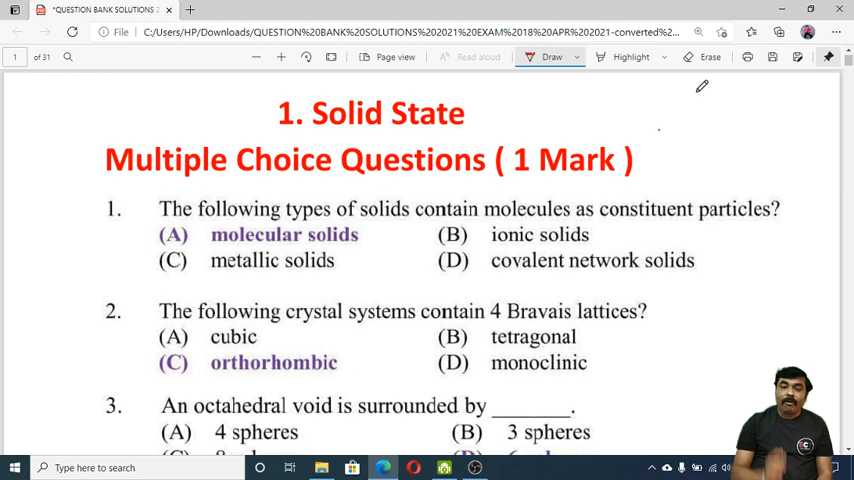 *QUESTION BANK SOLUTIONS 2
File
C:/Users/HP/Downloads/QUESTION%20BANK%20SOLUTIONS%202021%20EXAM%2018%20APR%202021-converted%2...
1 of 31
Page view
Read aloud
Draw
Highlight
Erase
1. Solid State
Multiple Choice Questions ( 1 Mark )
1. The following types of solids contain molecules as constituent particles?
(A) molecular solids (B) ionic solids
(C) metallic solids (D) covalent network solids
2. The following crystal systems contain 4 Bravais lattices?
(A) cubic (B) tetragonal
(C) orthorhombic (D) monoclinic
3. An octahedral void is surrounded by _______.
(A) 4 spheres (B) 3 spheres
Type here to search